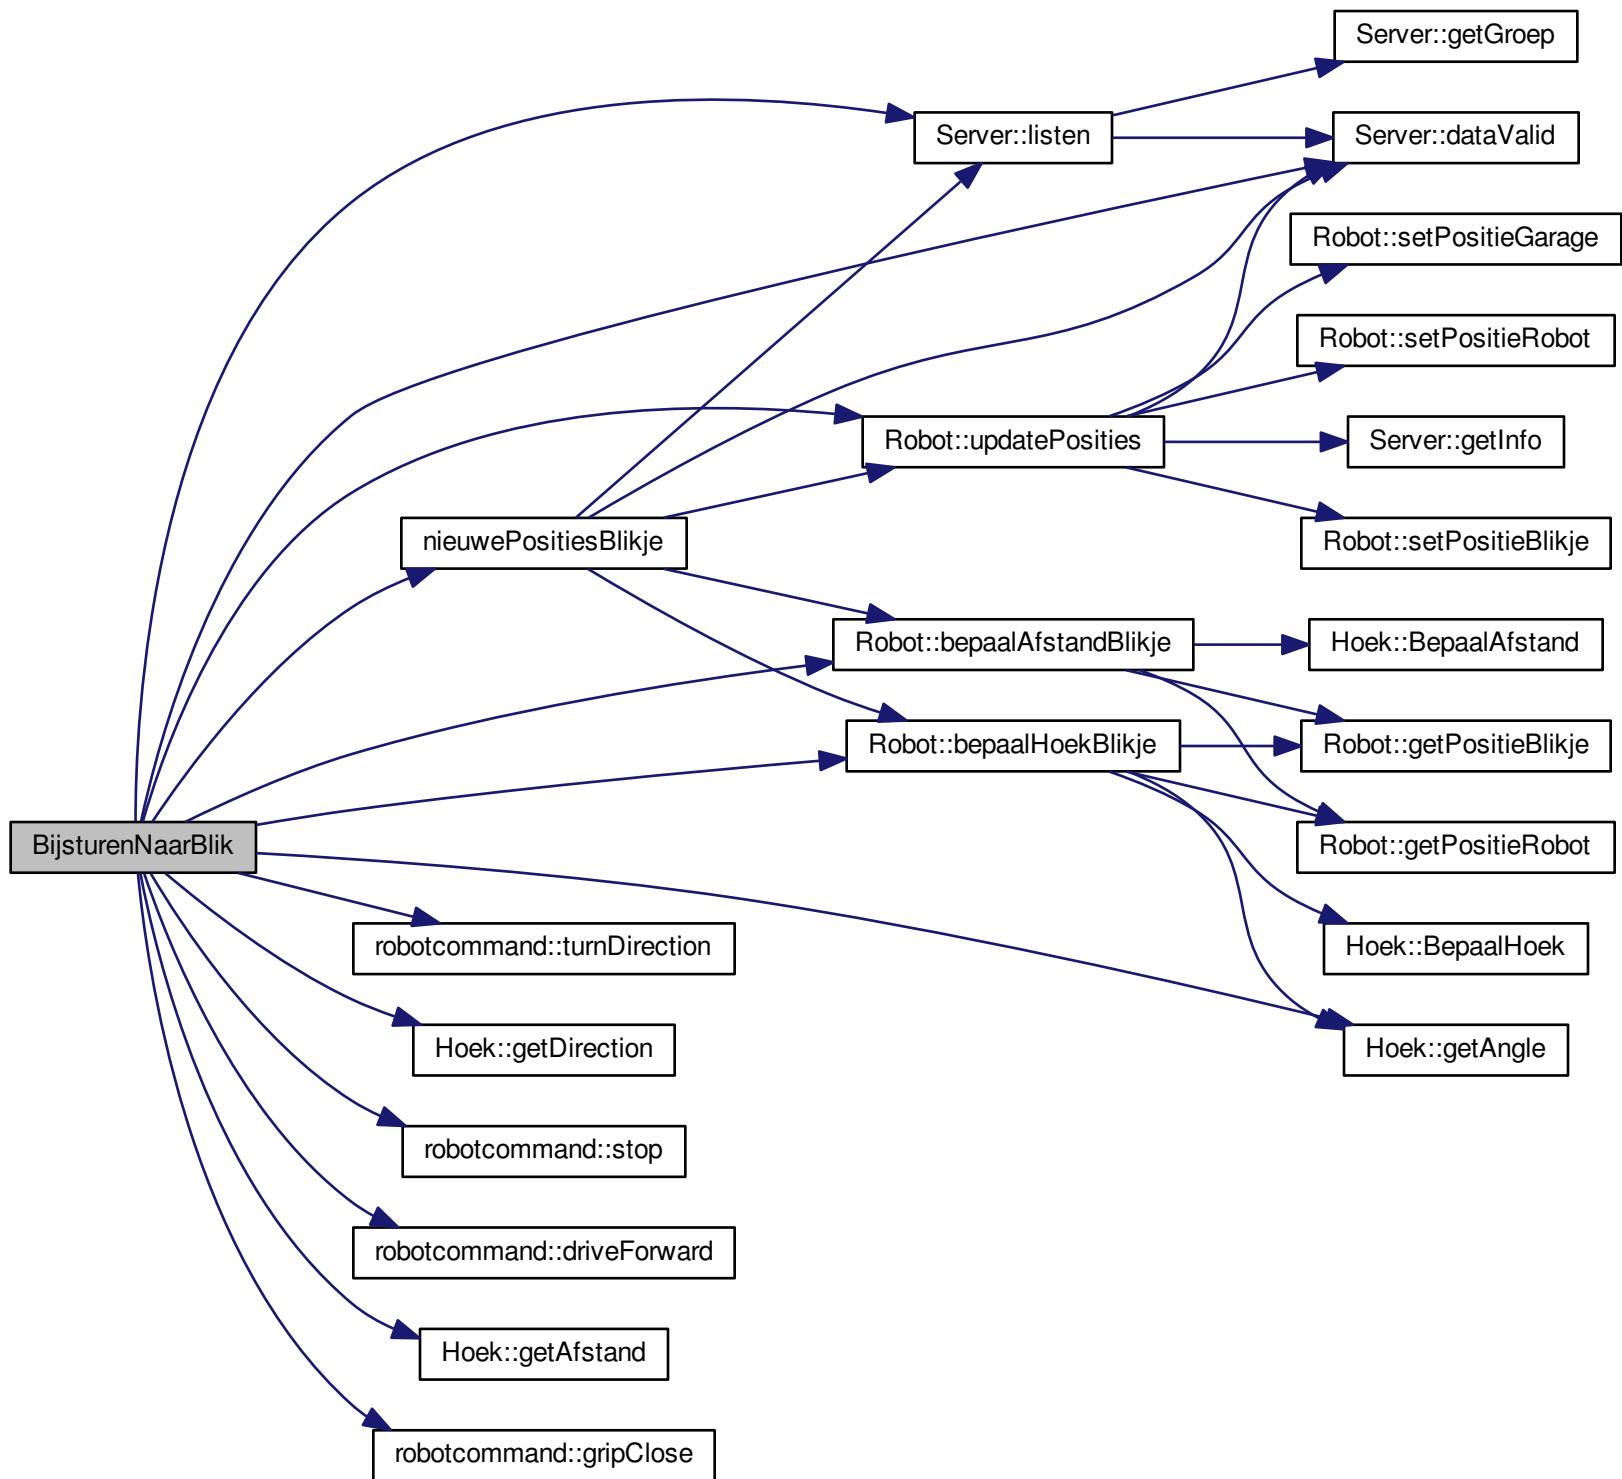 Server::getGroep
Server::listen
Server::dataValid
Robot::setPositieGarage
Robot::setPositieRobot
Robot::updatePosities
Server::getInfo
nieuwePositiesBlikje
Robot::setPositieBlikje
Robot::bepaalAfstandBlikje
Hoek::BepaalAfstand
Robot::bepaalHoekBlikje
Robot::getPositieBlikje
BijsturenNaarBlik
Robot::getPositieRobot
robotcommand::turnDirection
Hoek::BepaalHoek
Hoek::getDirection
Hoek::getAngle
robotcommand::stop
robotcommand::driveForward
Hoek::getAfstand
robotcommand::gripClose